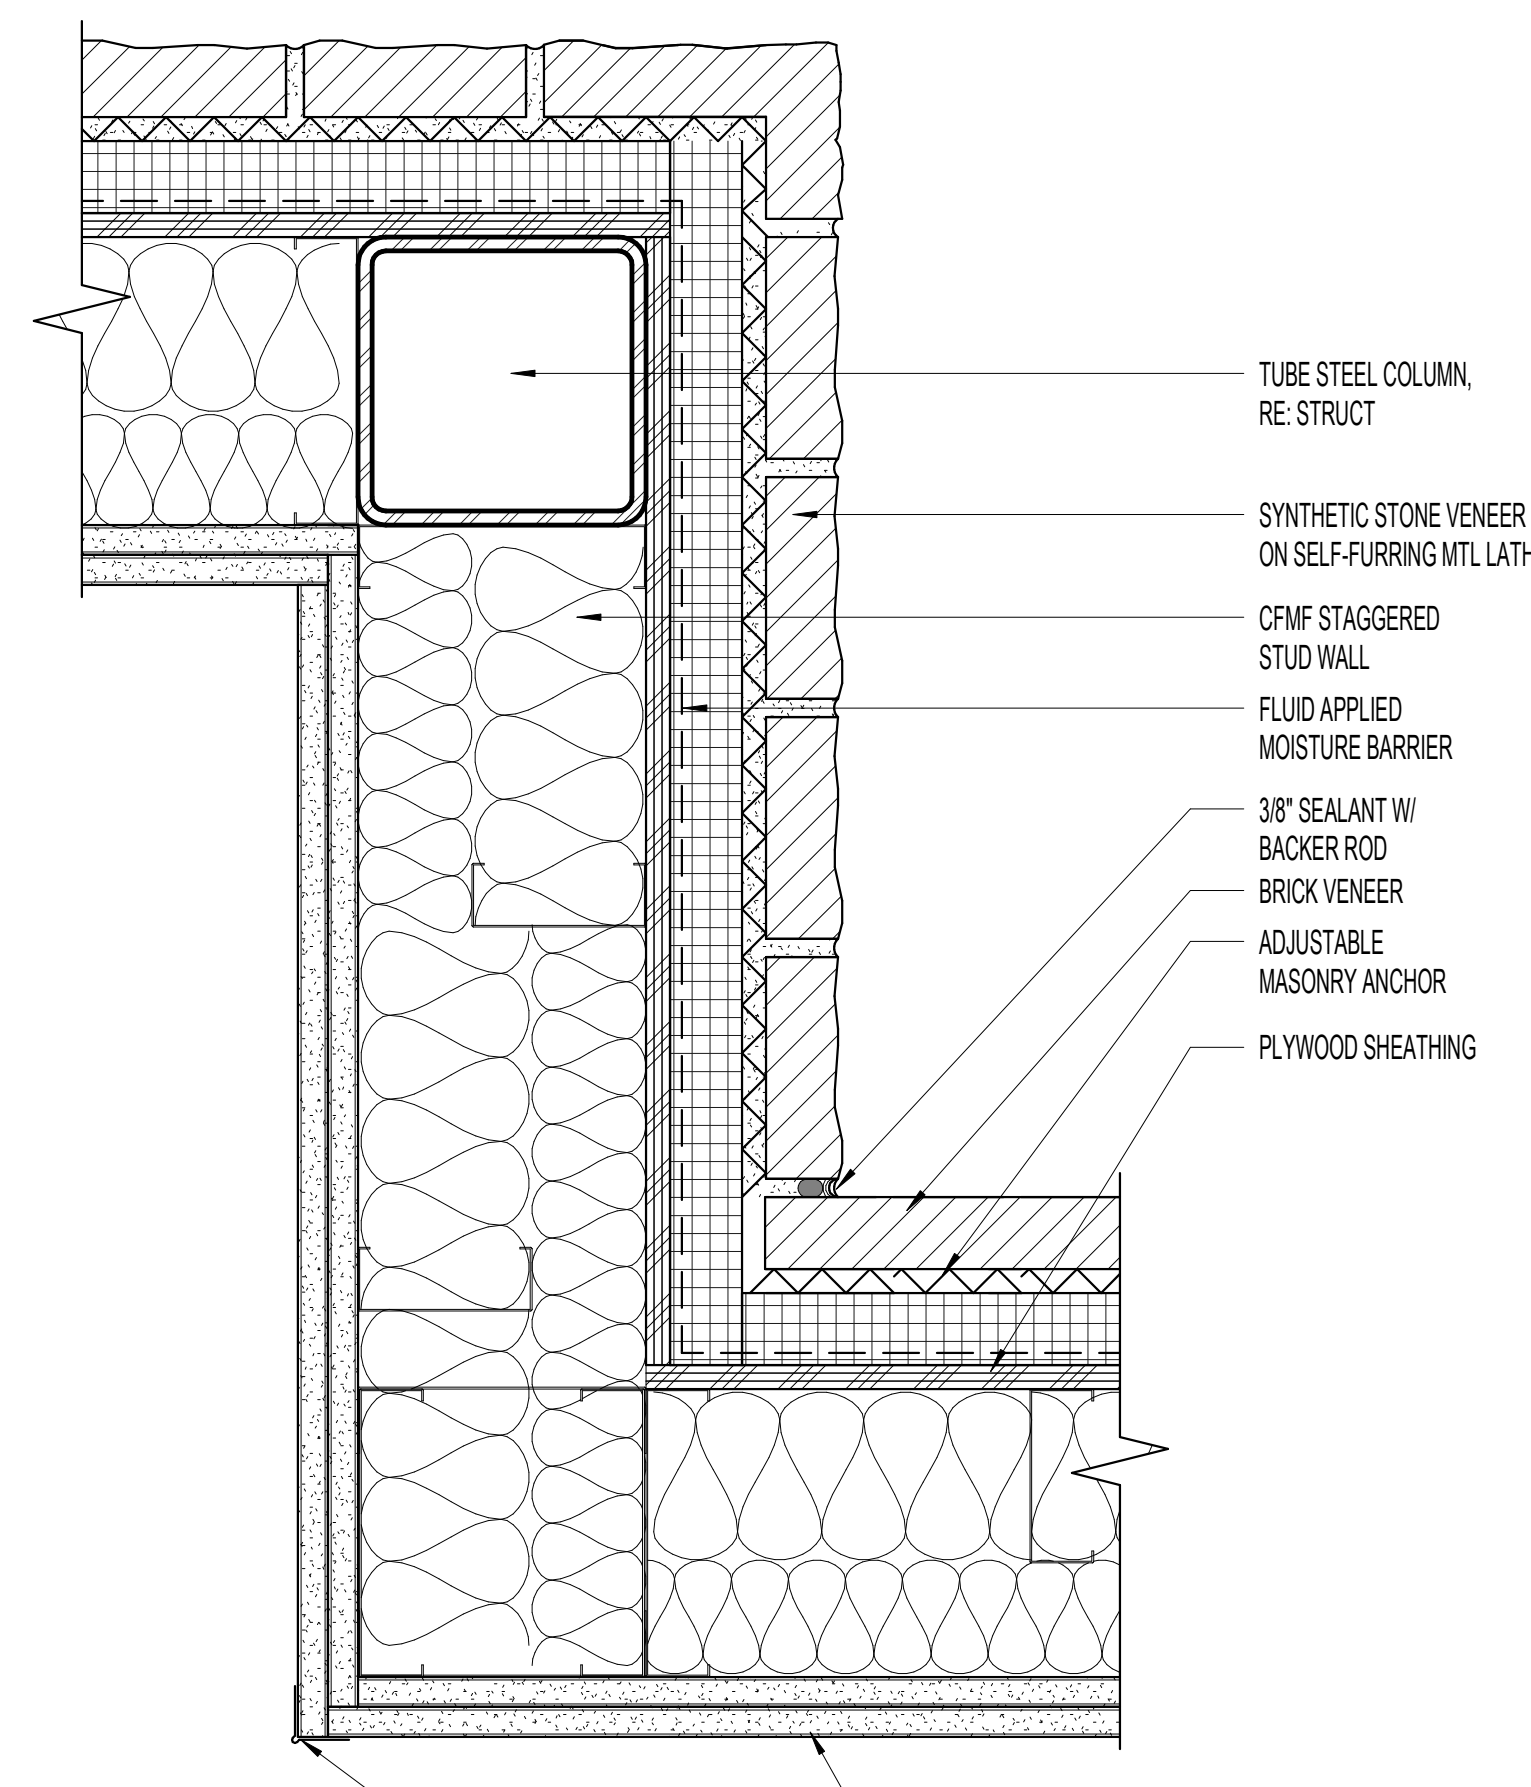 TUBE STEEL COLUMN,
RE: STRUCT
SYNTHETIC STONE VENEER
ON SELF-FURRING MTL LATH
CFMF STAGGERED
STUD WALL
FLUID APPLIED
MOISTURE BARRIER
3/8" SEALANT W/
BACKER ROD
BRICK VENEER
ADJUSTABLE
MASONRY ANCHOR
PLYWOOD SHEATHING